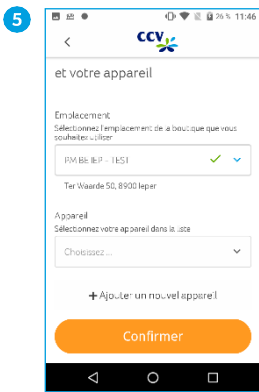 5
26 % 11:46
CCV
et votre appareil
Emplacement
Sélectionnez l'emplacement de la boutique que vous
souhaitez utiliser
PM BE IEP - TEST
Ter Waarde 50, 8900 Ieper
Appareil
Sélectionnez votre appareil dans la liste
Choisissez ...
+ Ajouter un nouvel appareil
Confirmer